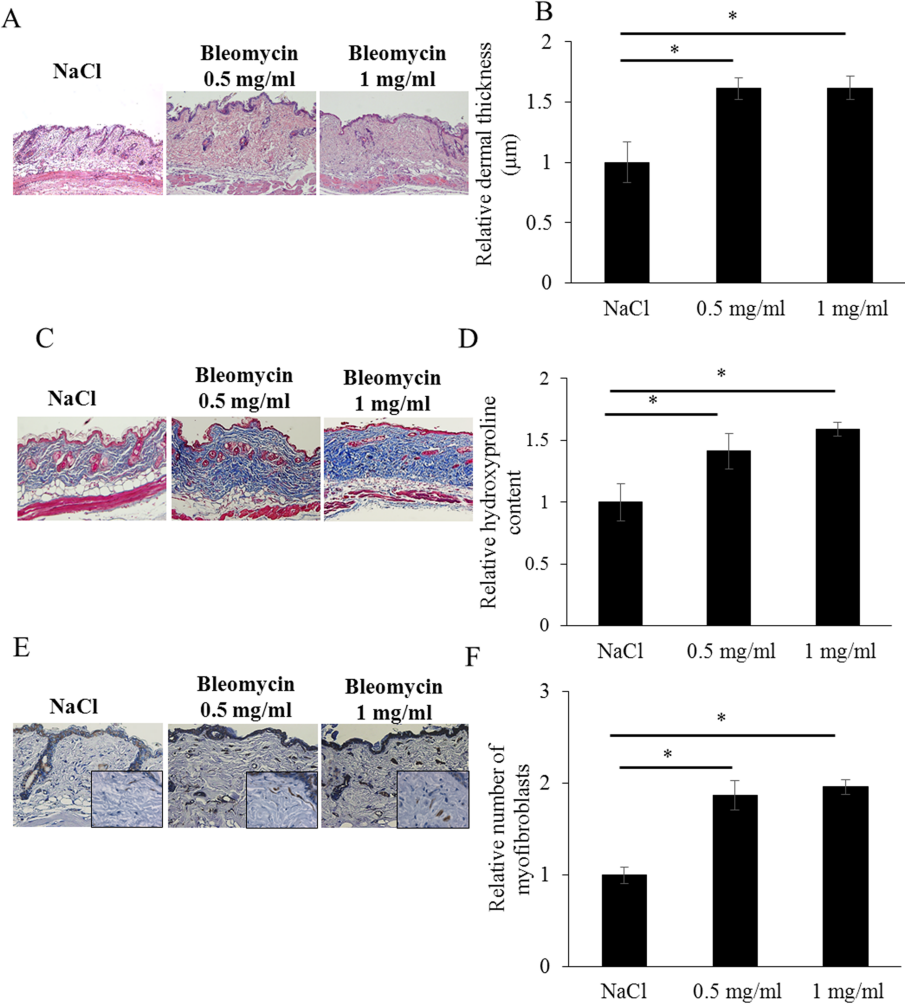 A
NaCl
Bleomycin
0.5 mg/ml
Bleomycin
1 mg/ml
B
*
*
Relative dermal thickness
(µm)
2
1.5
1
0.5
0
NaCl
0.5 mg/ml
1 mg/ml
C
NaCl
Bleomycin
0.5 mg/ml
Bleomycin
1 mg/ml
D
*
*
Relative hydroxyproline
content
2
1.5
1
0.5
0
NaCl
0.5 mg/ml
1 mg/ml
E
NaCl
Bleomycin
0.5 mg/ml
Bleomycin
1 mg/ml
F
*
*
Relative number of
myofibroblasts
3
2
1
0
NaCl
0.5 mg/ml
1 mg/ml